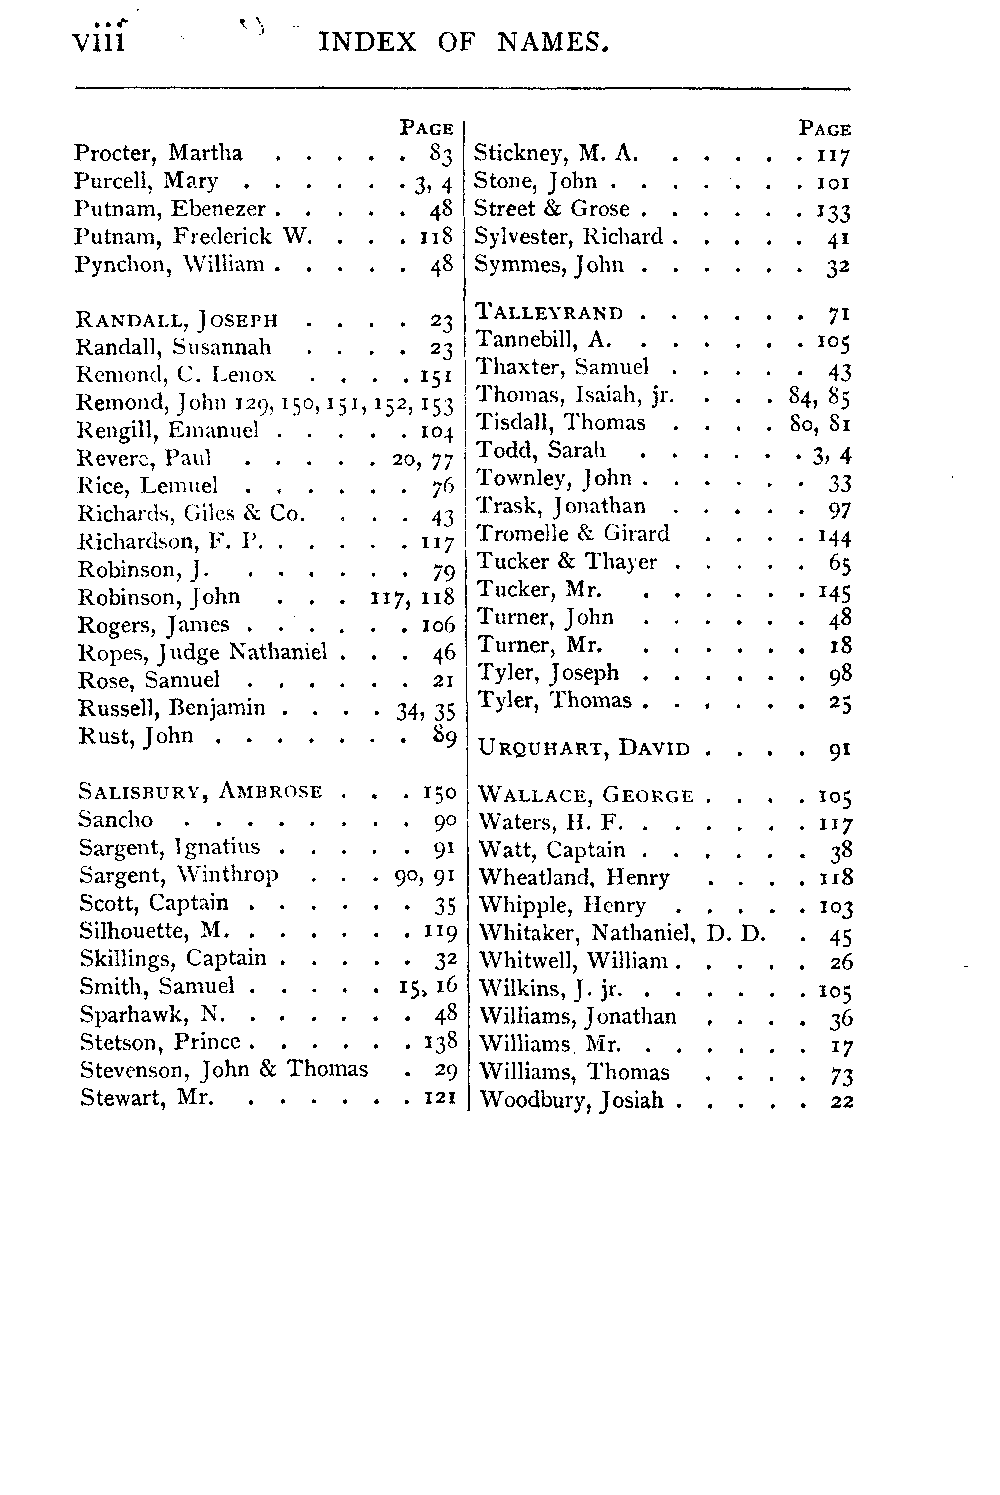 viii INDEX OF NAMES.
PAGE
Procter, Martha . . . . . 83
Purcell, Mary . . . . . . 3, 4
Putnam, Ebenezer . . . . . 48
Putnam, Frederick W. . . . . 118
Pynchon, William . . . . . 48
RANDALL, JOSEPH . . . . 23
Randall, Susannah . . . . 23
Remond, C. Lenox . . . . 151
Remond, John 129, 150, 151, 152, 153
Rengill, Emanuel . . . . . 104
Revere, Paul . . . . . 20, 77
Rice, Lemuel . . . . . . 76
Richards, Giles & Co. . . . 43
Richardson, F. P. . . . . . 117
Robinson, J. . . . . . . 79
Robinson, John . . . 117, 118
Rogers, James . . . . . . 106
Ropes, Judge Nathaniel . . . 46
Rose, Samuel . . . . . . 21
Russell, Benjamin . . . . 34, 35
Rust, John . . . . . . . 89
SALISBURY, AMBROSE . . . 150
Sancho . . . . . . . . 90
Sargent, Ignatius . . . . . 91
Sargent, Winthrop . . . 90, 91
Scott, Captain . . . . . . 35
Silhouette, M. . . . . . . 119
Skillings, Captain . . . . . 32
Smith, Samuel . . . . . 15, 16
Sparhawk, N. . . . . . . 48
Stetson, Prince . . . . . . 138
Stevenson, John & Thomas . 29
Stewart, Mr. . . . . . . 121
PAGE
Stickney, M. A. . . . . . 117
Stone, John . . . . . . . 101
Street & Grose . . . . . . 133
Sylvester, Richard . . . . . 41
Symmes, John . . . . . . 32
TALLEYRAND . . . . . . 71
Tannebill, A. . . . . . . 105
Thaxter, Samuel . . . . . 43
Thomas, Isaiah, jr. . . . 84, 85
Tisdall, Thomas . . . . 80, 81
Todd, Sarah . . . . . . 3, 4
Townley, John . . . . . . 33
Trask, Jonathan . . . . . 97
Tromelle & Girard . . . . 144
Tucker & Thayer . . . . . 65
Tucker, Mr. . . . . . . 145
Turner, John . . . . . . 48
Turner, Mr. . . . . . . 18
Tyler, Joseph . . . . . . 98
Tyler, Thomas . . . . . . 25
URQUHART, DAVID . . . . 91
WALLACE, GEORGE . . . . 105
Waters, H. F. . . . . . . 117
Watt, Captain . . . . . . 38
Wheatland, Henry . . . . 118
Whipple, Henry . . . . . 103
Whitaker, Nathaniel, D. D. . 45
Whitwell, William . . . . . 26
Wilkins, J. jr. . . . . . . 105
Williams, Jonathan . . . . 36
Williams, Mr. . . . . . . 17
Williams, Thomas . . . . 73
Woodbury, Josiah . . . . . 22